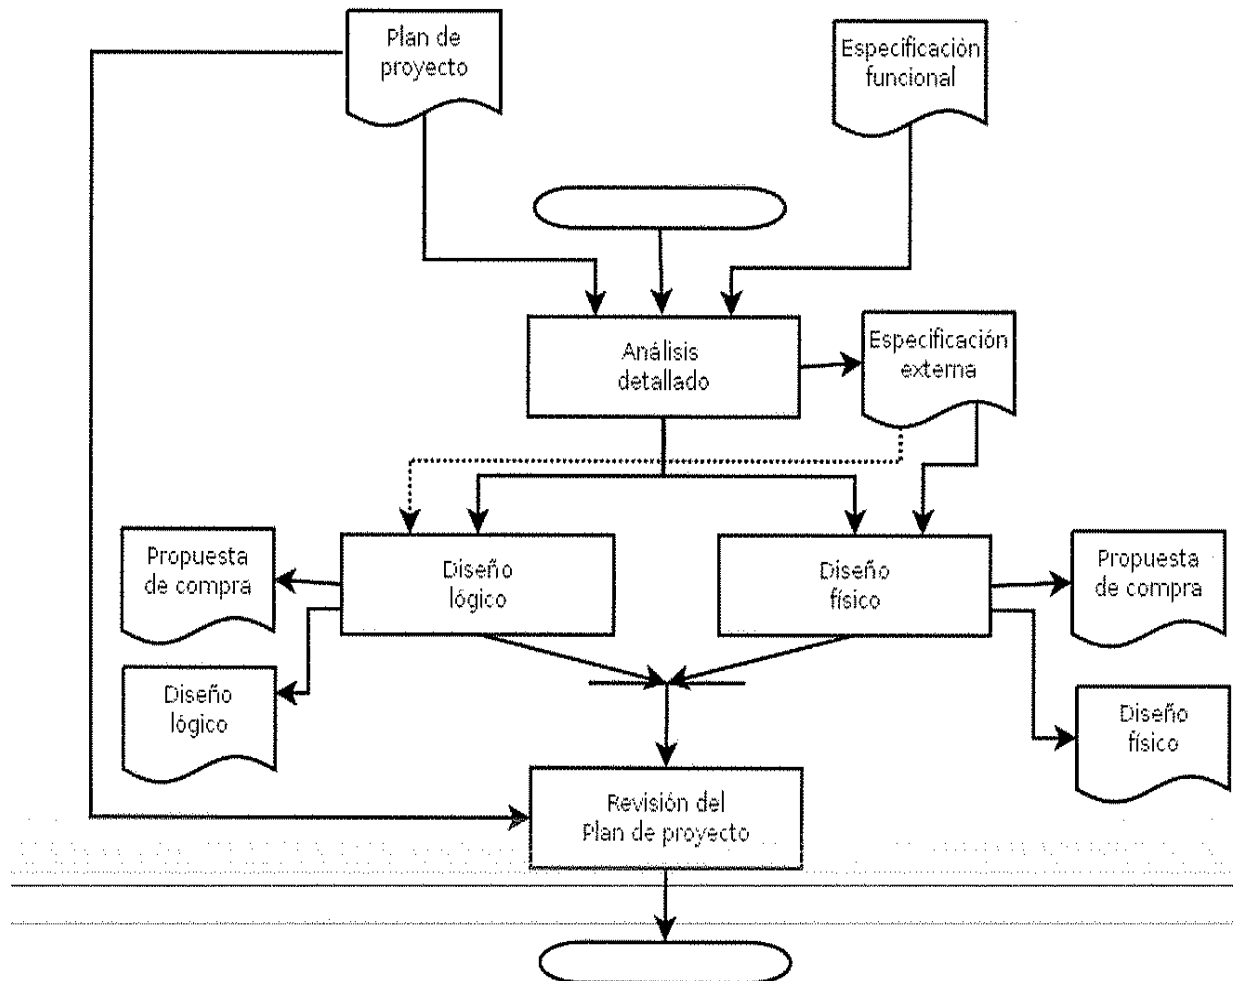 Plan de
proyecto
Especificación
funcional
Análisis
detallado
Especificación
externa
Propuesta
de compra
Diseño
lógico
Diseño
físico
Propuesta
de compra
Diseño
lógico
Diseño
físico
Revisión del
Plan de proyecto